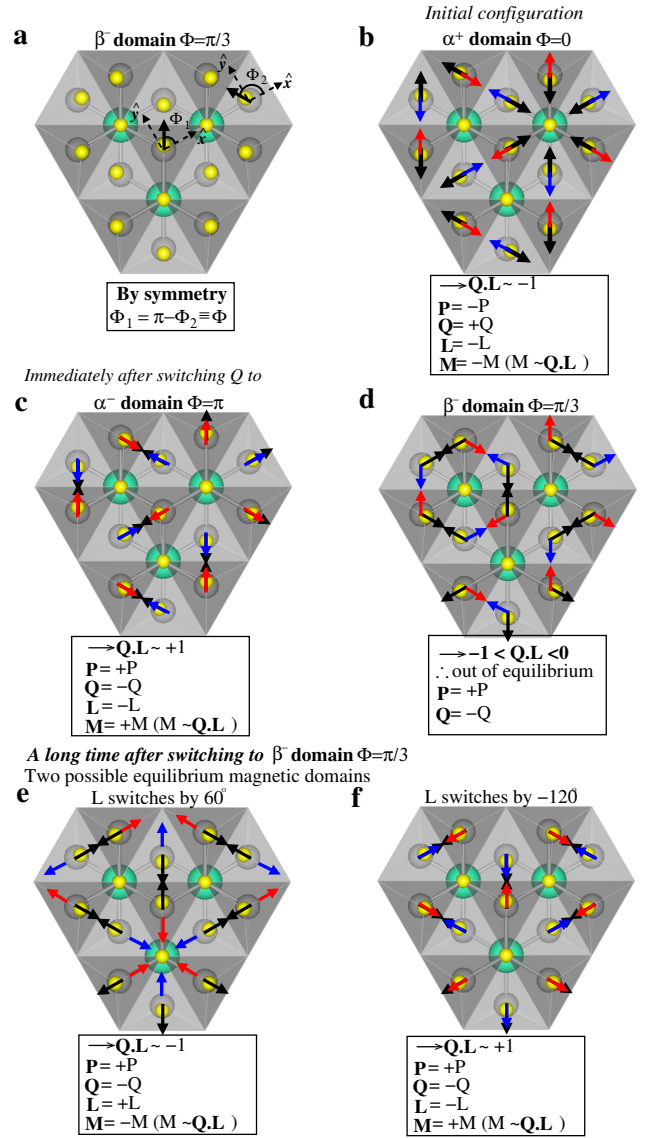 Initial configuration
a
β⁻ domain Φ=π/3
b
α⁺ domain Φ=0
ŷ
Φ₂
x̂
ŷ
Φ₁
x̂
By symmetry
Φ₁ = π−Φ₂ ≡ Φ
→Q.L ~ −1
P= −P
Q= +Q
L= −L
M= −M ( M ~Q.L )
Immediately after switching Q to
c
α⁻ domain Φ=π
d
β⁻ domain Φ=π/3
→Q.L ~ +1
P= +P
Q= −Q
L= −L
M= +M ( M ~Q.L )
→ −1 < Q.L <0
∴ out of equilibrium
P= +P
Q= −Q
A long time after switching to β⁻ domain Φ=π/3
Two possible equilibrium magnetic domains
e
L switches by 60°
f
L switches by −120°
→Q.L ~ −1
P= +P
Q= −Q
L= +L
M= −M ( M ~Q.L )
→Q.L ~ +1
P= +P
Q= −Q
L= −L
M= +M ( M ~Q.L )